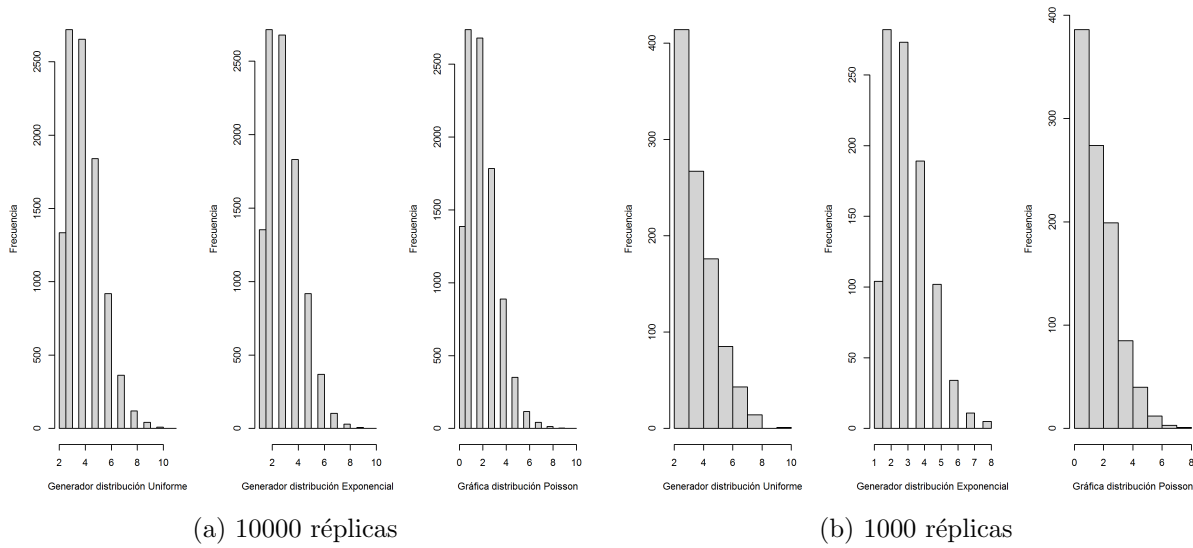 Frecuencia
0 500 1000 1500 2000 2500
2 4 6 8 10
Generador distribución Uniforme
Frecuencia
0 500 1000 1500 2000 2500
2 4 6 8 10
Generador distribución Exponencial
Frecuencia
0 500 1000 1500 2000 2500
0 2 4 6 8 10
Gráfica distribución Poisson
(a) 10000 réplicas
Frecuencia
0 100 200 300 400
2 4 6 8 10
Generador distribución Uniforme
Frecuencia
0 50 100 150 200 250
1 2 3 4 5 6 7 8
Generador distribución Exponencial
Frecuencia
0 100 200 300 400
0 2 4 6 8
Gráfica distribución Poisson
(b) 1000 réplicas